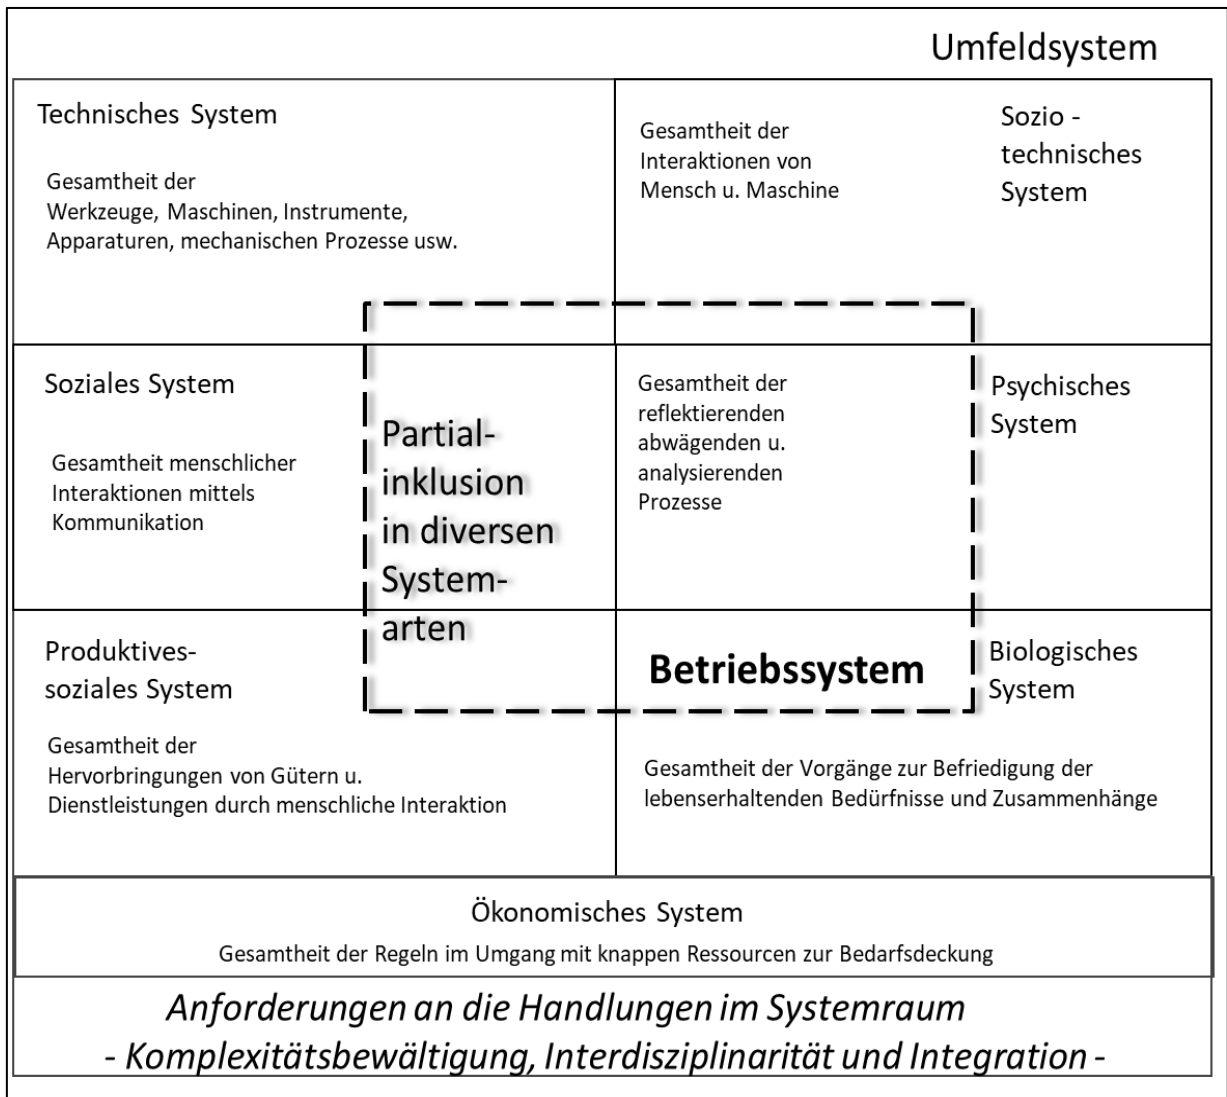 Umfeldsystem
Technisches System
Gesamtheit der
Werkzeuge, Maschinen, Instrumente,
Apparaturen, mechanischen Prozesse usw.
Gesamtheit der
Interaktionen von
Mensch u. Maschine
Sozio -
technisches
System
Soziales System
Gesamtheit menschlicher
Interaktionen mittels
Kommunikation
Partial-
inklusion
in diversen
System-
arten
Gesamtheit der
reflektierenden
abwägenden u.
analysierenden
Prozesse
Psychisches
System
Produktives-
soziales System
Gesamtheit der
Hervorbringungen von Gütern u.
Dienstleistungen durch menschliche Interaktion
Betriebssystem
Biologisches
System
Gesamtheit der Vorgänge zur Befriedigung der
lebenserhaltenden Bedürfnisse und Zusammenhänge
Ökonomisches System
Gesamtheit der Regeln im Umgang mit knappen Ressourcen zur Bedarfsdeckung
Anforderungen an die Handlungen im Systemraum
- Komplexitätsbewältigung, Interdisziplinarität und Integration -